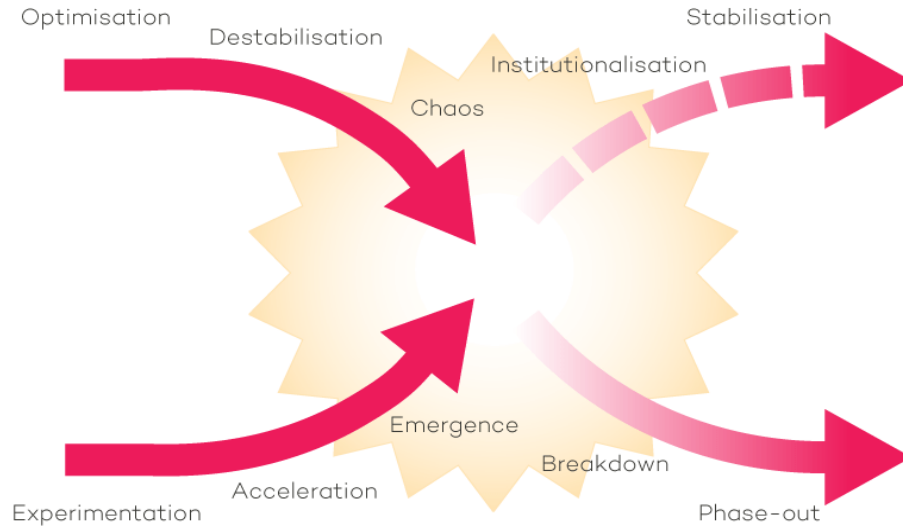 Optimisation
Stabilisation
Destabilisation
Institutionalisation
Chaos
Emergence
Breakdown
Acceleration
Experimentation
Phase-out